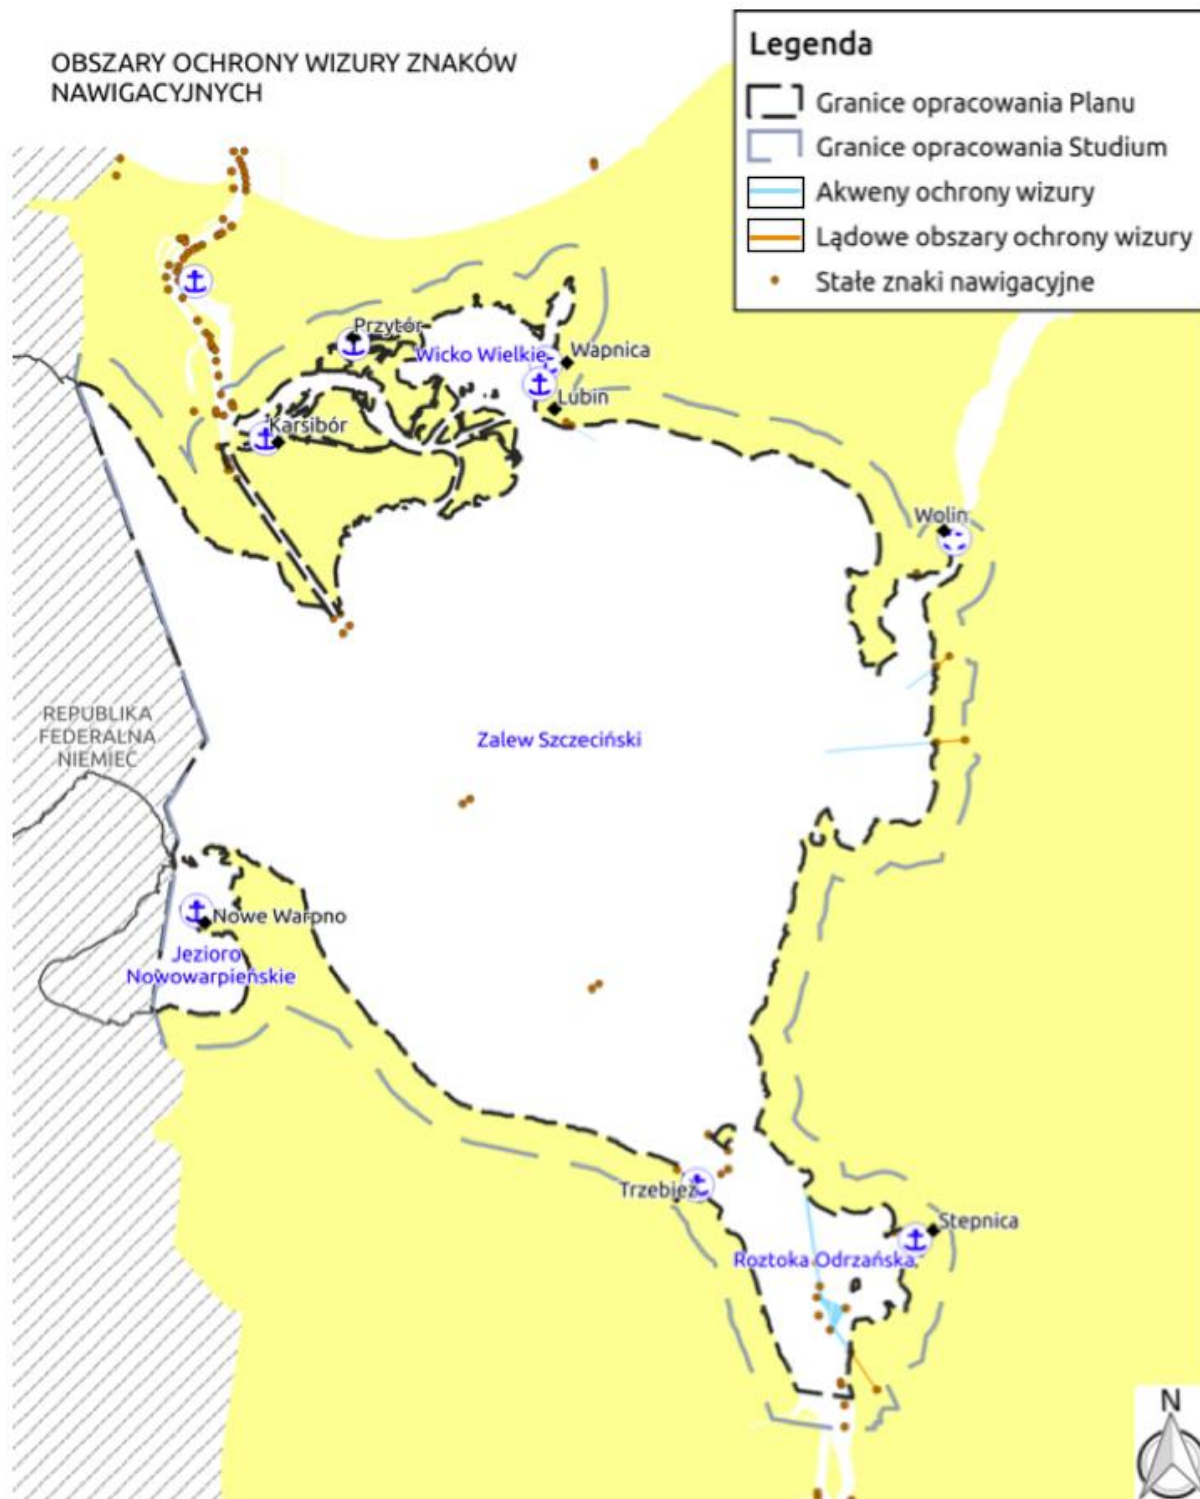 OBSZARY OCHRONY WIZURY ZNAKÓW
NAWIGACYJNYCH
Legenda
Granice opracowania Planu
Granice opracowania Studium
Akweny ochrony wizury
Lądowe obszary ochrony wizury
Stałe znaki nawigacyjne
Przytór
Wicko Wielkie
Wapnica
Lubin
Karsibór
Wolin
REPUBLIKA
FEDERALNA
NIEMIEC
Zalew Szczeciński
Nowe Warpno
Jezioro
Nowowarpieńskie
Trzebież
Stepnica
Roztoka Odrzańska
N